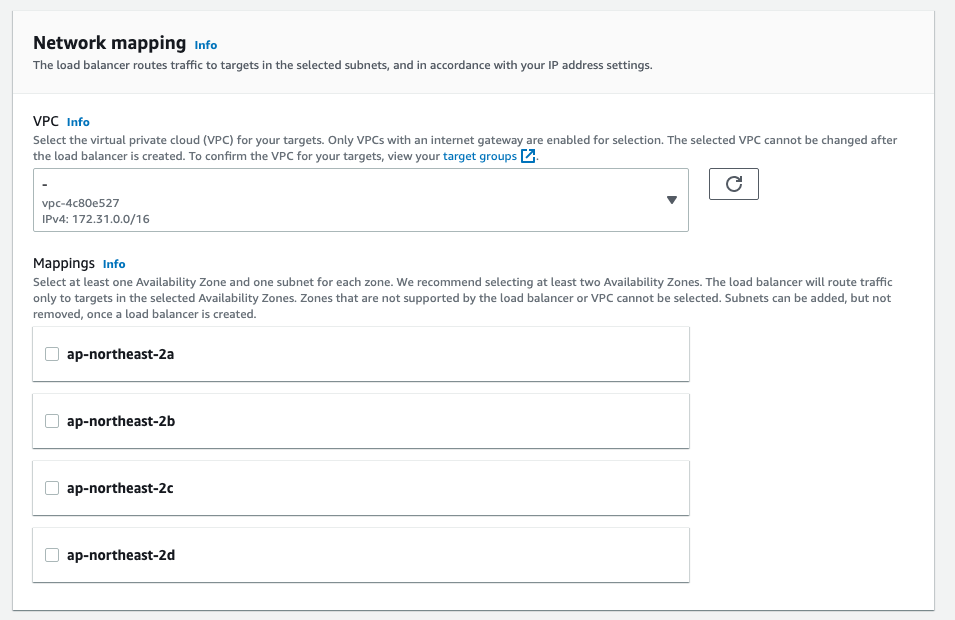 Network mapping Info
The load balancer routes traffic to targets in the selected subnets, and in accordance with your IP address settings.
VPC Info
Select the virtual private cloud (VPC) for your targets. Only VPCs with an internet gateway are enabled for selection. The selected VPC cannot be changed after
the load balancer is created. To confirm the VPC for your targets, view your target groups.
-
vpc-4c80e527
IPv4: 172.31.0.0/16
Mappings Info
Select at least one Availability Zone and one subnet for each zone. We recommend selecting at least two Availability Zones. The load balancer will route traffic
only to targets in the selected Availability Zones. Zones that are not supported by the load balancer or VPC cannot be selected. Subnets can be added, but not
removed, once a load balancer is created.
ap-northeast-2a
ap-northeast-2b
ap-northeast-2c
ap-northeast-2d